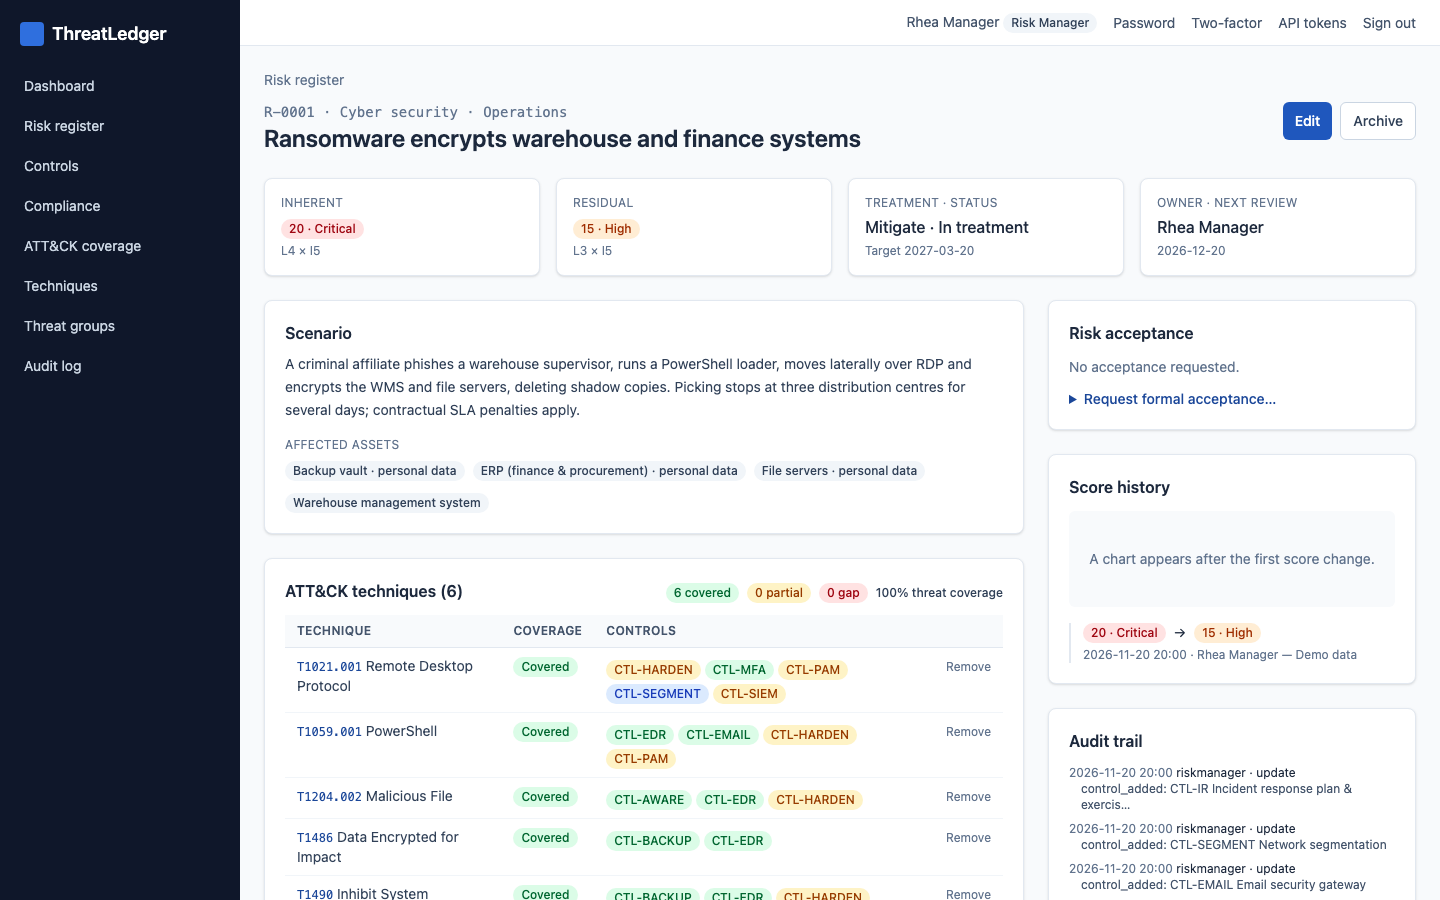 ThreatLedger
Dashboard
Risk register
Controls
Compliance
ATT&CK coverage
Techniques
Threat groups
Audit log
Rhea Manager Risk Manager Password Two-factor API tokens Sign out
Risk register
R-0001 · Cyber security · Operations
Ransomware encrypts warehouse and finance systems
Edit Archive
INHERENT
20 · Critical
L4 × I5
RESIDUAL
15 · High
L3 × I5
TREATMENT · STATUS
Mitigate · In treatment
Target 2027-03-20
OWNER · NEXT REVIEW
Rhea Manager
2026-12-20
Scenario
A criminal affiliate phishes a warehouse supervisor, runs a PowerShell loader, moves laterally over RDP and
encrypts the WMS and file servers, deleting shadow copies. Picking stops at three distribution centres for
several days; contractual SLA penalties apply.
AFFECTED ASSETS
Backup vault · personal data ERP (finance & procurement) · personal data File servers · personal data
Warehouse management system
ATT&CK techniques (6) 6 covered 0 partial 0 gap 100% threat coverage
TECHNIQUE COVERAGE CONTROLS
T1021.001 Remote Desktop Protocol Covered CTL-HARDEN CTL-MFA CTL-PAM Remove
CTL-SEGMENT CTL-SIEM
T1059.001 PowerShell Covered CTL-EDR CTL-EMAIL CTL-HARDEN Remove
CTL-PAM
T1204.002 Malicious File Covered CTL-AWARE CTL-EDR CTL-HARDEN Remove
T1486 Data Encrypted for Impact Covered CTL-BACKUP CTL-EDR Remove
T1490 Inhibit System Covered CTL-BACKUP CTL-EDR CTL-HARDEN Remove
Risk acceptance
No acceptance requested.
Request formal acceptance...
Score history
A chart appears after the first score change.
20 · Critical → 15 · High
2026-11-20 20:00 · Rhea Manager — Demo data
Audit trail
2026-11-20 20:00 riskmanager · update
control_added: CTL-IR Incident response plan &
exercis...
2026-11-20 20:00 riskmanager · update
control_added: CTL-SEGMENT Network segmentation
2026-11-20 20:00 riskmanager · update
control_added: CTL-EMAIL Email security gateway